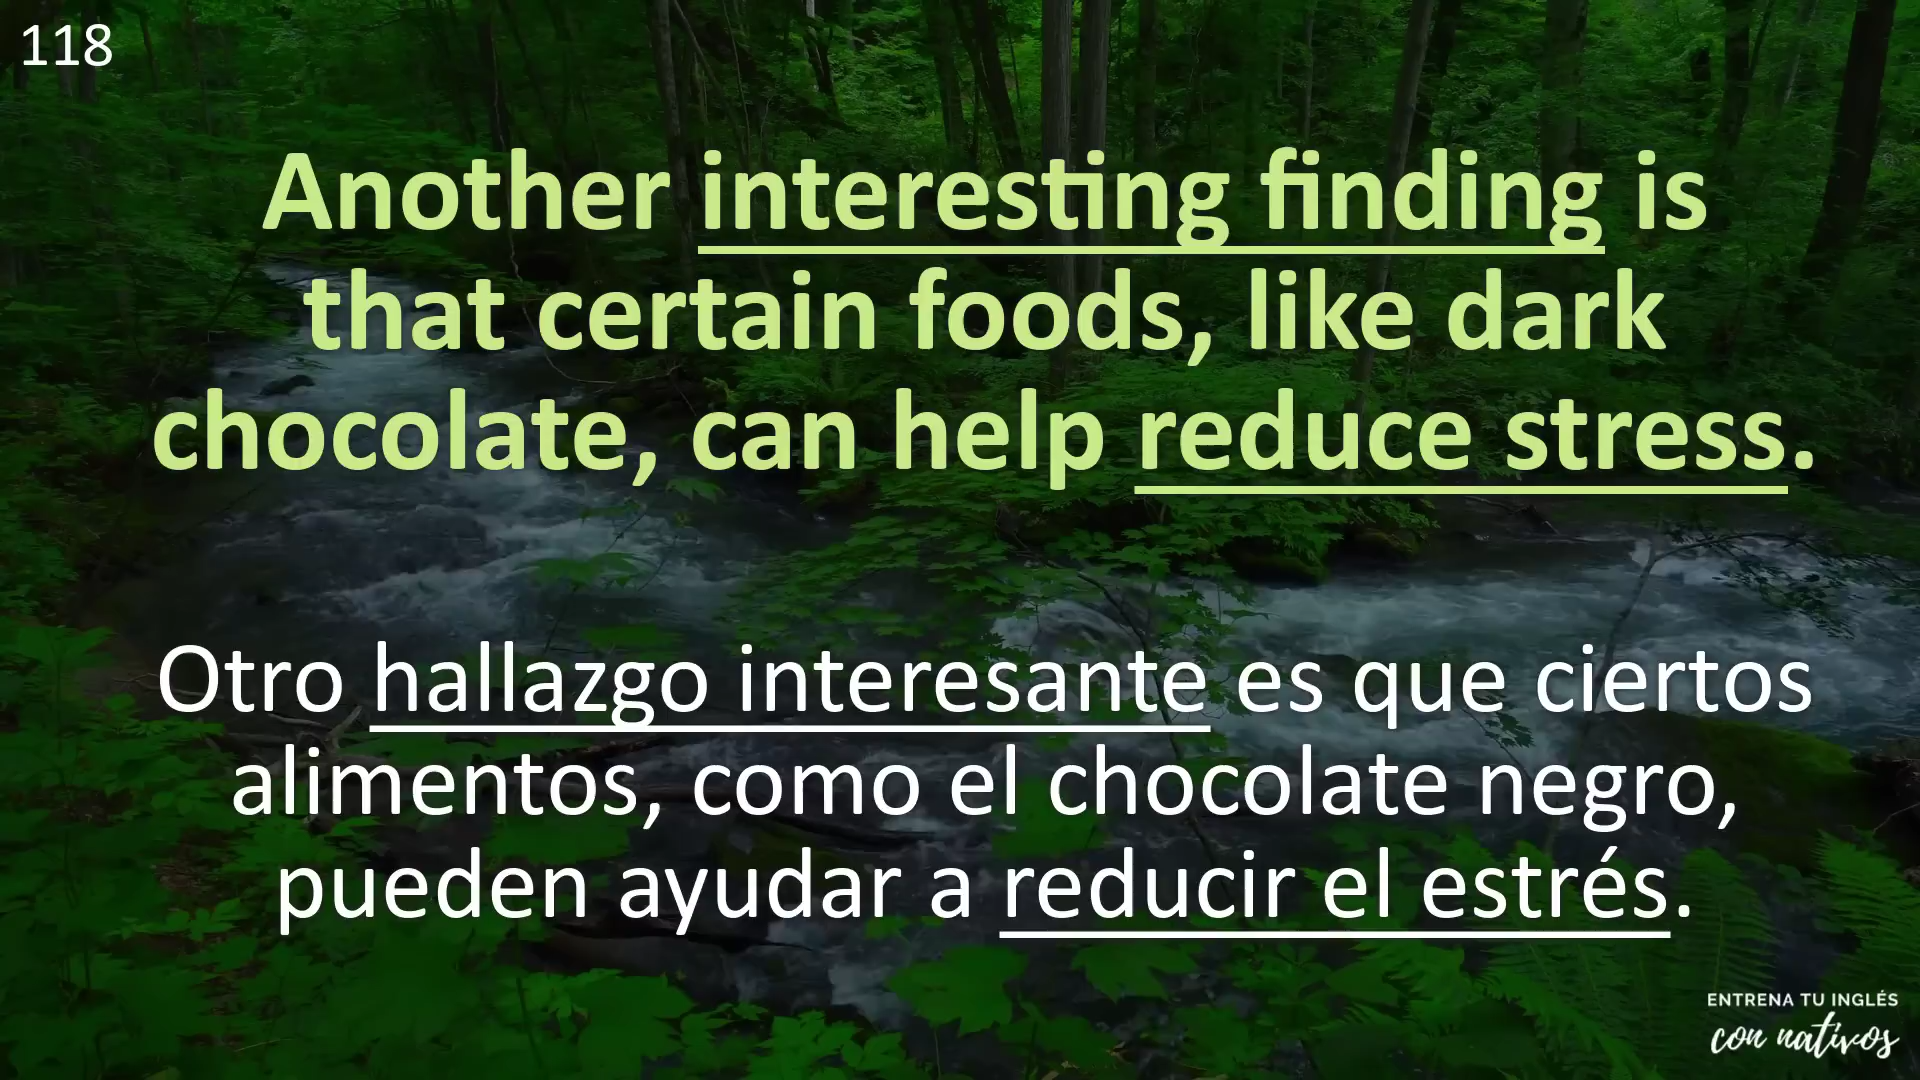 118
Another interesting finding is
that certain foods, like dark
chocolate, can help reduce stress.
Otro hallazgo interesante es que ciertos
alimentos, como el chocolate negro,
pueden ayudar a reducir el estrés.
ENTRENA TU INGLÉS
con nativos